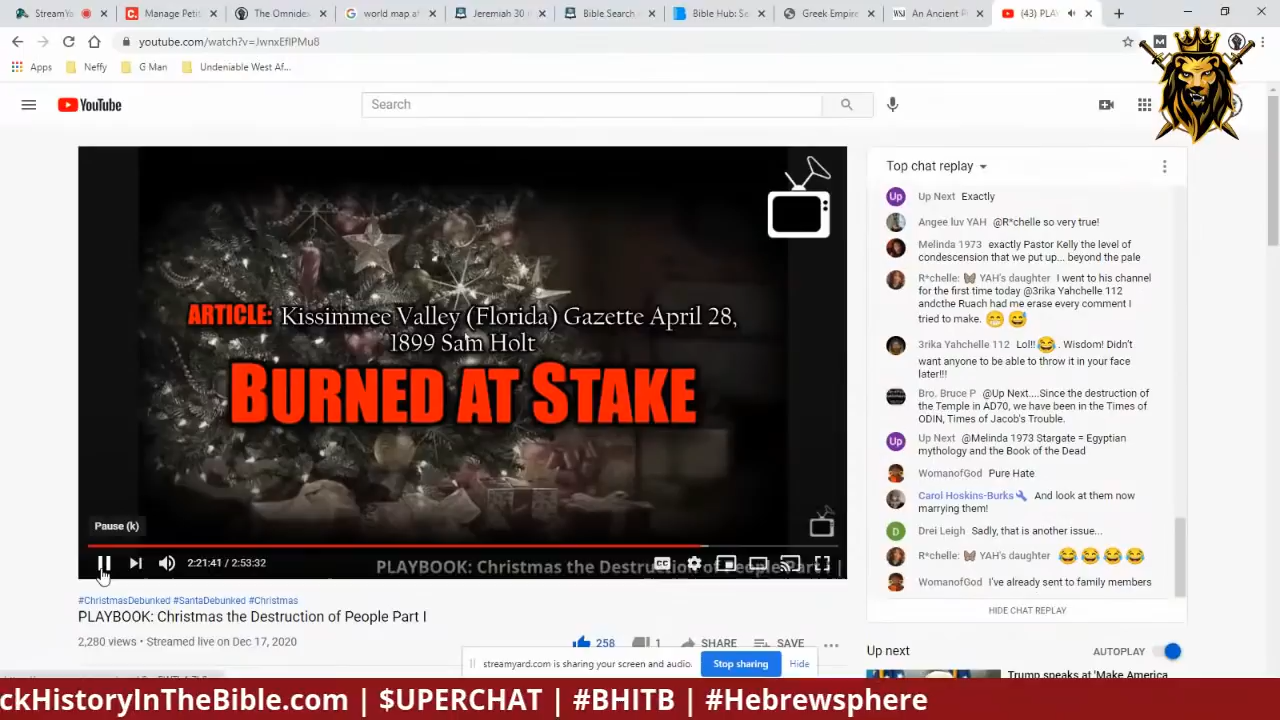 StreamYo
Manage Petit
The Omnidex
world map at
Jeremiah 30
Bible Search
Bible Hub: Se
Greek Empire
An Ancient P
(43) PLAY
youtube.com/watch?v=JwnxEflPMu8
Apps
Neffy
G Man
Undeniable West Af...
YouTube
Search
ARTICLE: Kissimmee Valley (Florida) Gazette April 28,
1899 Sam Holt
BURNED AT STAKE
Pause (k)
2:21:41 / 2:53:32
CC
PLAYBOOK: Christmas the Destruction of People Part I |
#ChristmasDebunked #SantaDebunked #Christmas
PLAYBOOK: Christmas the Destruction of People Part I
2,280 views • Streamed live on Dec 17, 2020
258
1
SHARE
SAVE
streamyard.com is sharing your screen and audio.
Stop sharing
Hide
Top chat replay
Up Next Exactly
Angee luv YAH @R*chelle so very true!
Melinda 1973 exactly Pastor Kelly the level of
condescension that we put up... beyond the
pale
R*chelle: YAH's daughter I went to his channel
for the first time today @3rika Yahchelle 112
andcthe Ruach had me erase every comment I
tried to make.
3rika Yahchelle 112 Lol!! . Wisdom! Didn't
want anyone to be able to throw it in your face
later!!!
Bro. Bruce P @Up Next....Since the destruction of
the Temple in AD70, we have been in the Times of
ODIN, Times of Jacob's Trouble.
Up Next @Melinda 1973 Stargate = Egyptian
mythology and the Book of the Dead
WomanofGod Pure Hate
Carol Hoskins-Burks And look at them now
marrying them!
Drei Leigh Sadly, that is another issue...
R*chelle: YAH's daughter
WomanofGod I've already sent to family members
HIDE CHAT REPLAY
Up next
AUTOPLAY
Trump speaks at 'Make America
ckHistoryInTheBible.com | $UPERCHAT | #BHITB | #Hebrewsphere